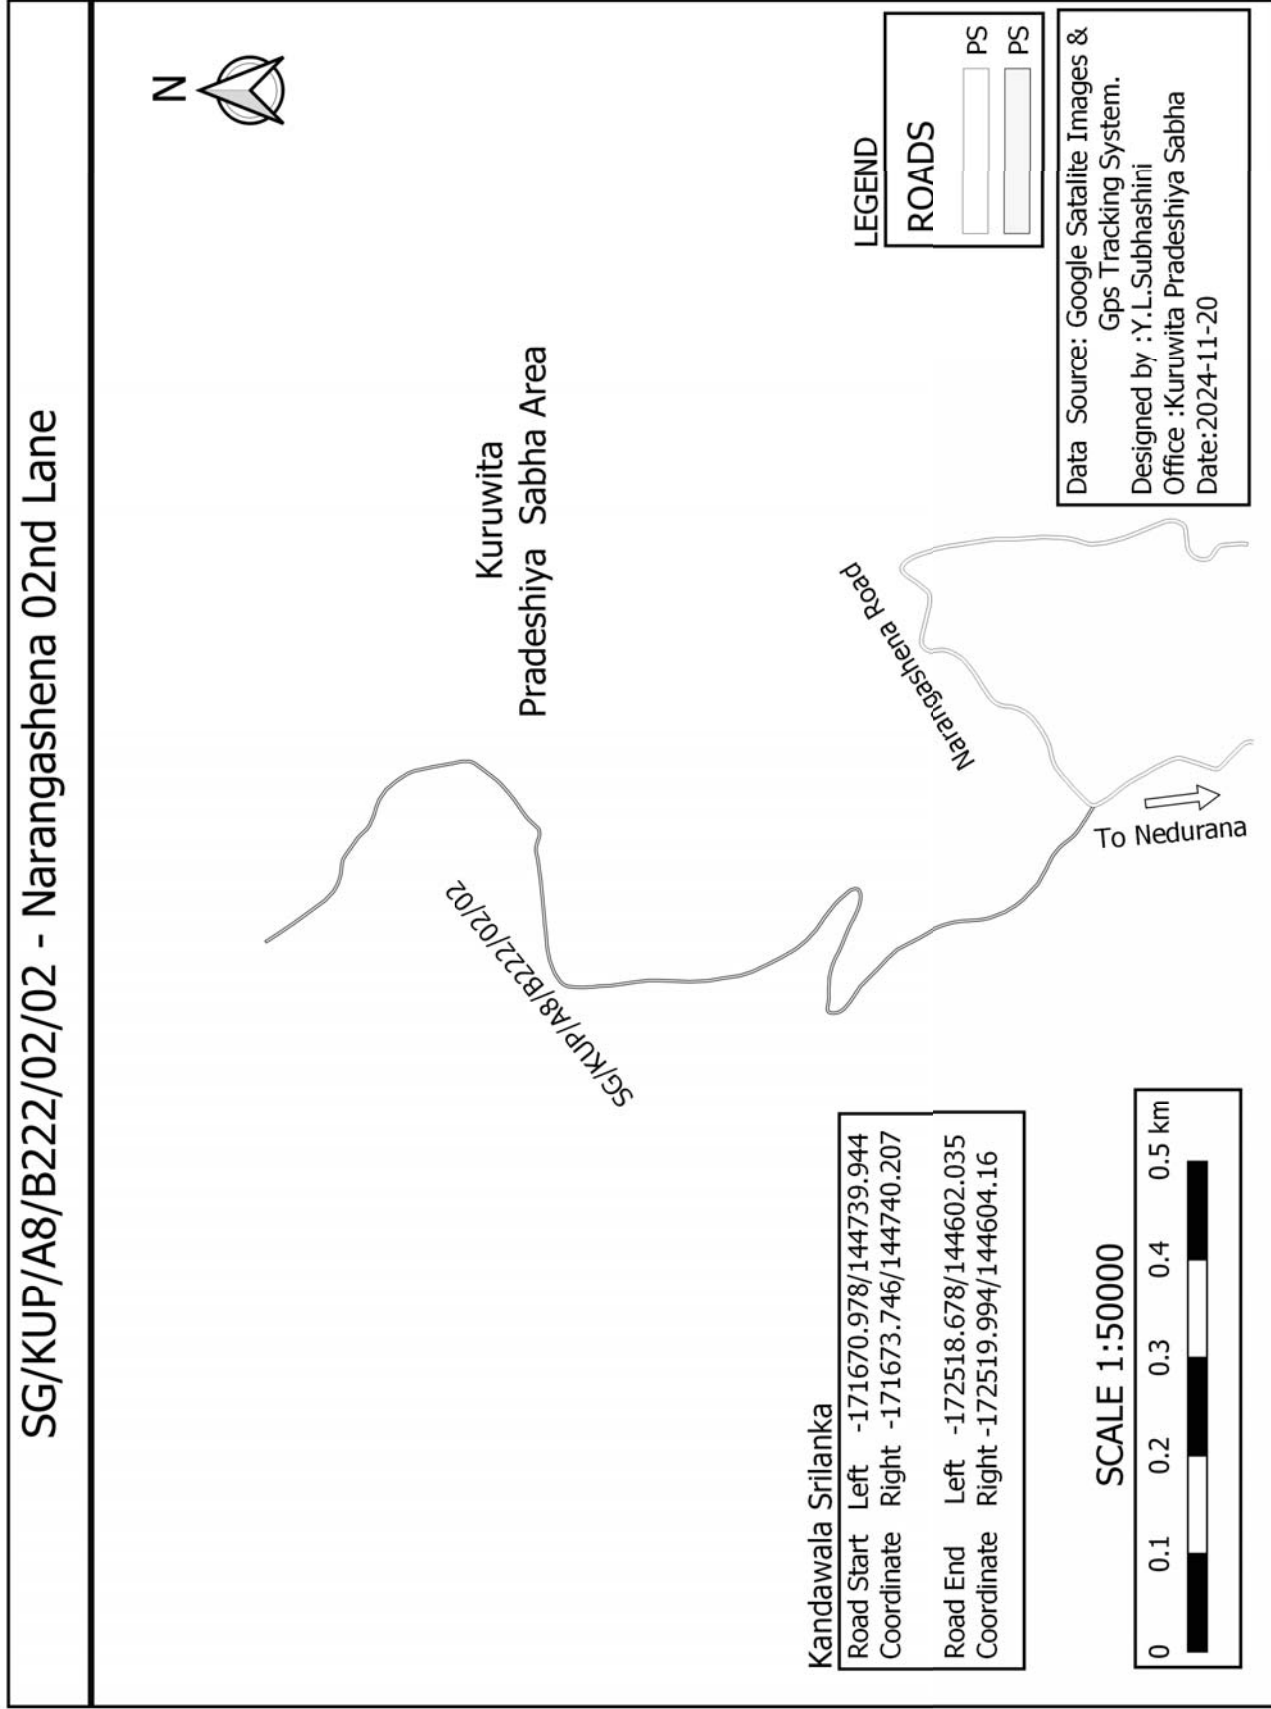 SG/KUP/A8/B222/02/02 - Narangashena 02nd Lane
N
Kuruwita
Pradeshiya Sabha Area
SG/KUP/A8/B222/02/02
Narangashena Road
To Nedurana
Kandawala Srilanka
Road Start Left -171670.978/144739.944
Coordinate Right -171673.746/144740.207
Road End Left -172518.678/144602.035
Coordinate Right -172519.994/144604.16
SCALE 1:50000
0 0.1 0.2 0.3 0.4 0.5 km
LEGEND
ROADS
PS
PS
Data Source: Google Satalite Images &
Gps Tracking System.
Designed by :Y.L.Subhashini
Office :Kuruwita Pradeshiya Sabha
Date:2024-11-20